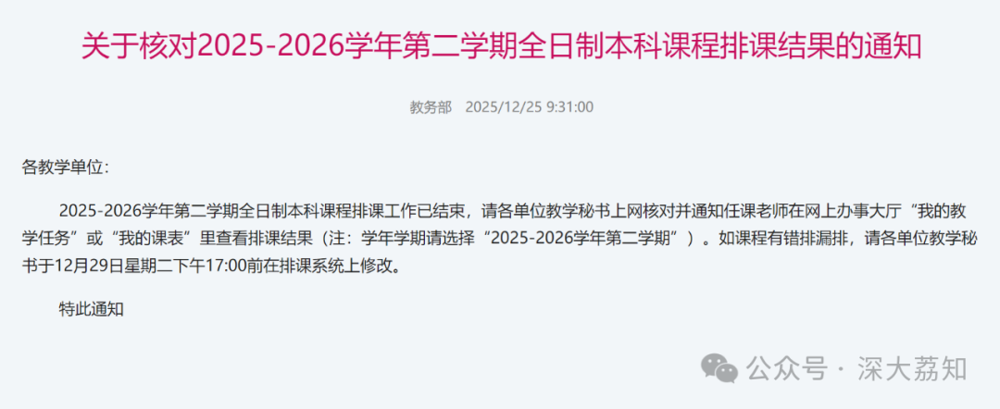 关于核对2025-2026学年第二学期全日制本科课程排课结果的通知
教务部 2025/12/25 9:31:00
各教学单位：
2025-2026学年第二学期全日制本科课程排课工作已结束，请各单位教学秘书上网核对并通知任课老师在网上办事大厅“我的教
学任务”或“我的课表”里查看排课结果（注：学年学期请选择“2025-2026学年第二学期”）。如课程有错排漏排，请各单位教学秘
书于12月29日星期二下午17:00前在排课系统上修改。
特此通知
公众号 · 深大荔知